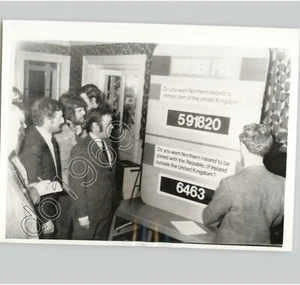 Do you want Northern Ireland to
remain part of the United Kingdom?
591820
Do you want Northern Ireland to be
joined with the Republic of Ireland
outside the United Kingdom?
6463